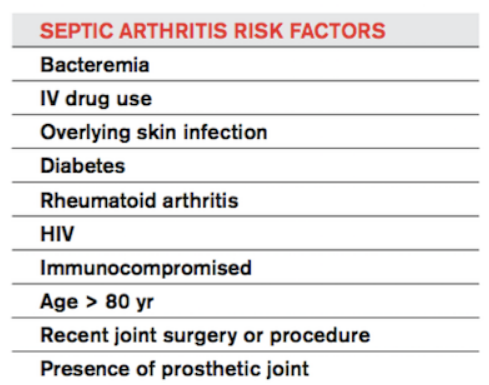 SEPTIC ARTHRITIS RISK FACTORS
Bacteremia
IV drug use
Overlying skin infection
Diabetes
Rheumatoid arthritis
HIV
Immunocompromised
Age > 80 yr
Recent joint surgery or procedure
Presence of prosthetic joint